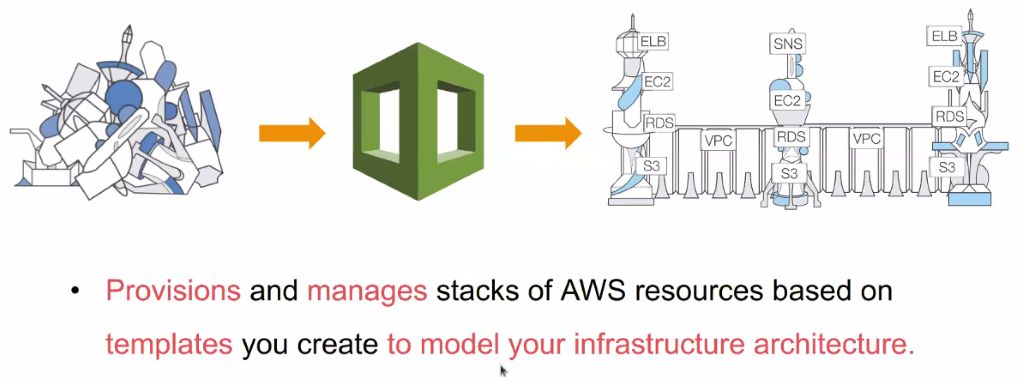 ELB
SNS
ELB
EC2
EC2
EC2
RDS
RDS
RDS
VPC
VPC
S3
S3
S3
• Provisions and manages stacks of AWS resources based on
templates you create to model your infrastructure architecture.